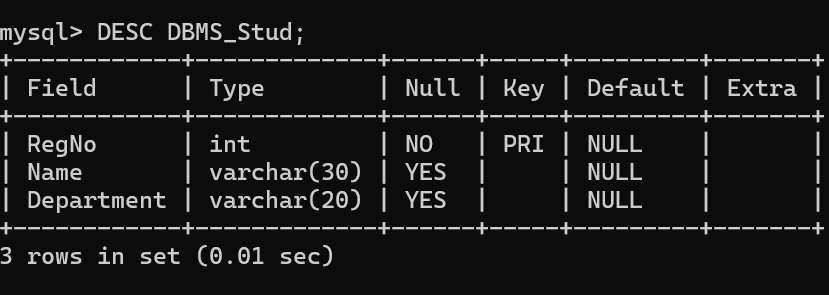 mysql> DESC DBMS_Stud;
+------------+-------------+------+-----+---------+-------+
| Field      | Type        | Null | Key | Default | Extra |
+------------+-------------+------+-----+---------+-------+
| RegNo      | int         | NO   | PRI | NULL    |       |
| Name       | varchar(30) | YES  |     | NULL    |       |
| Department | varchar(20) | YES  |     | NULL    |       |
+------------+-------------+------+-----+---------+-------+
3 rows in set (0.01 sec)